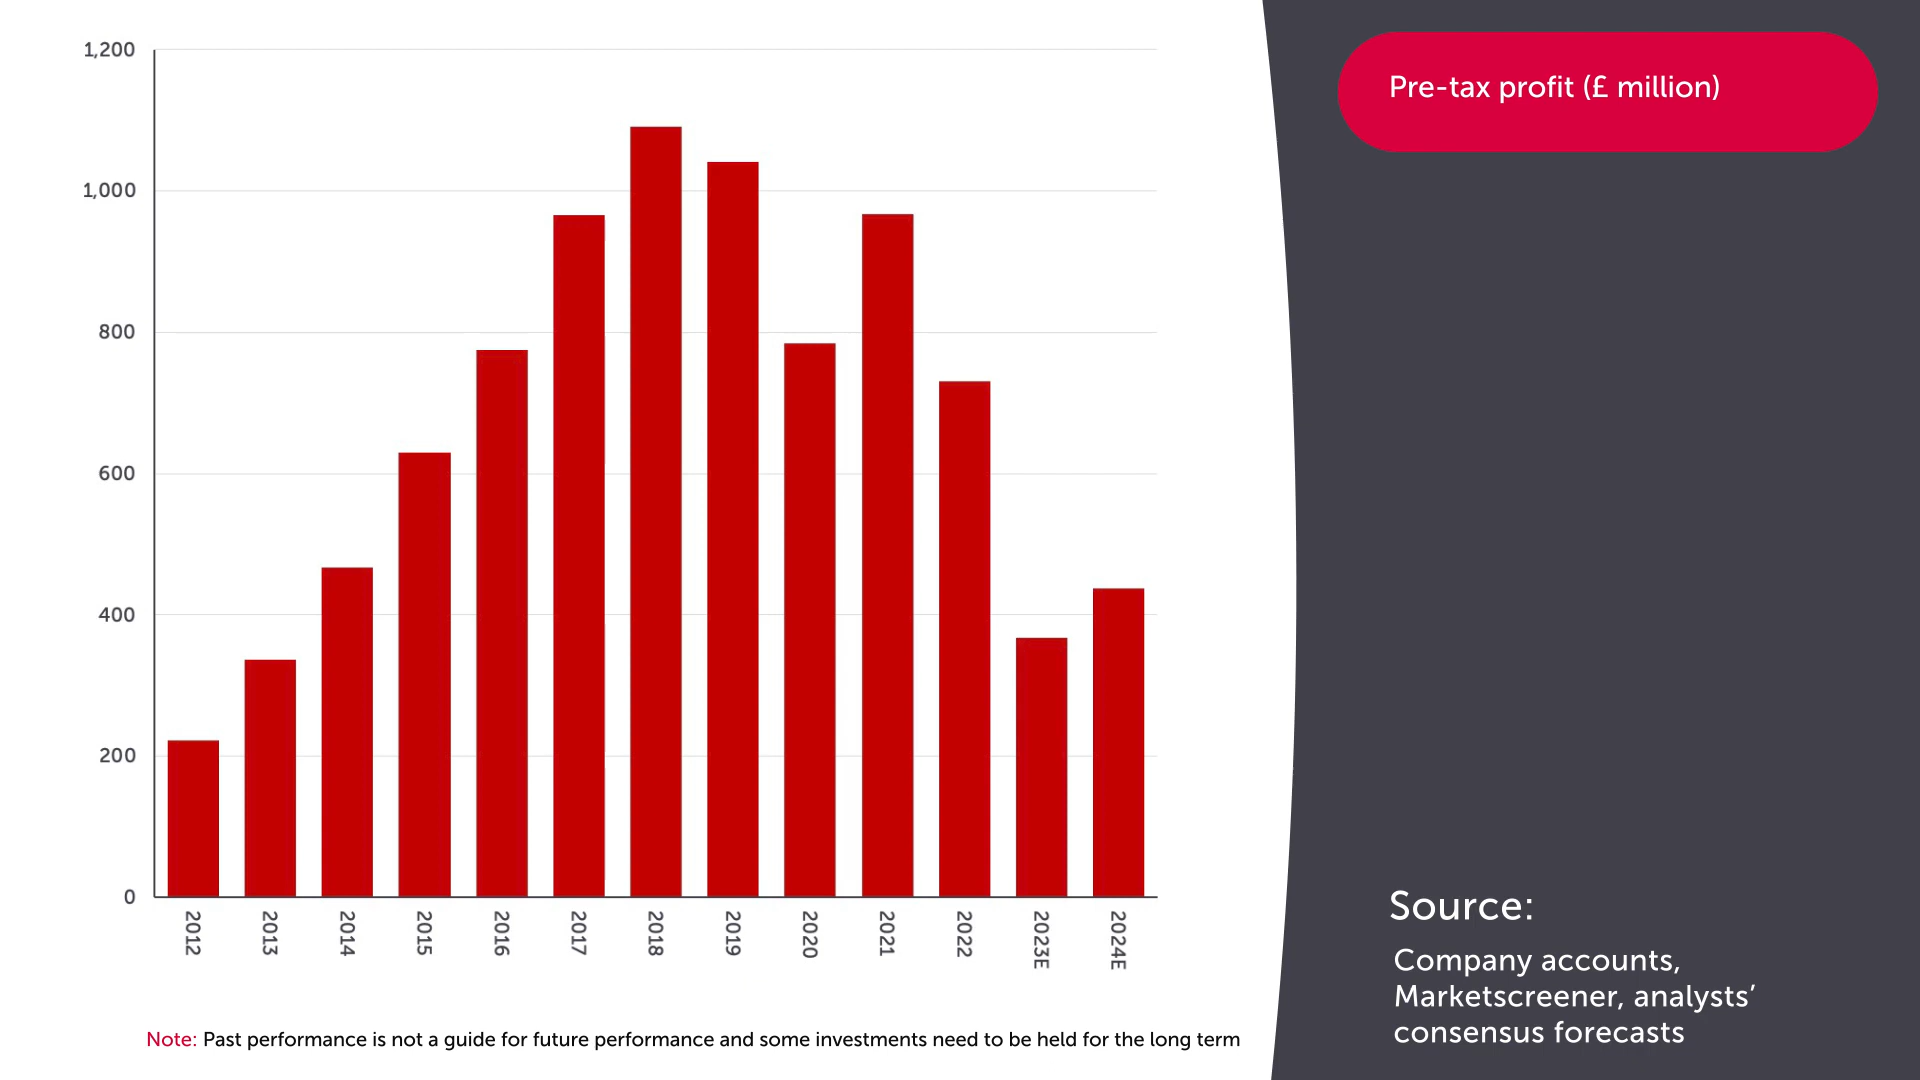 1,200
1,000
800
600
400
200
0
2012
2013
2014
2015
2016
2017
2018
2019
2020
2021
2022
2023E
2024E
Note: Past performance is not a guide for future performance and some investments need to be held for the long term
Pre-tax profit (£ million)
Source:
Company accounts,
Marketscreener, analysts’
consensus forecasts